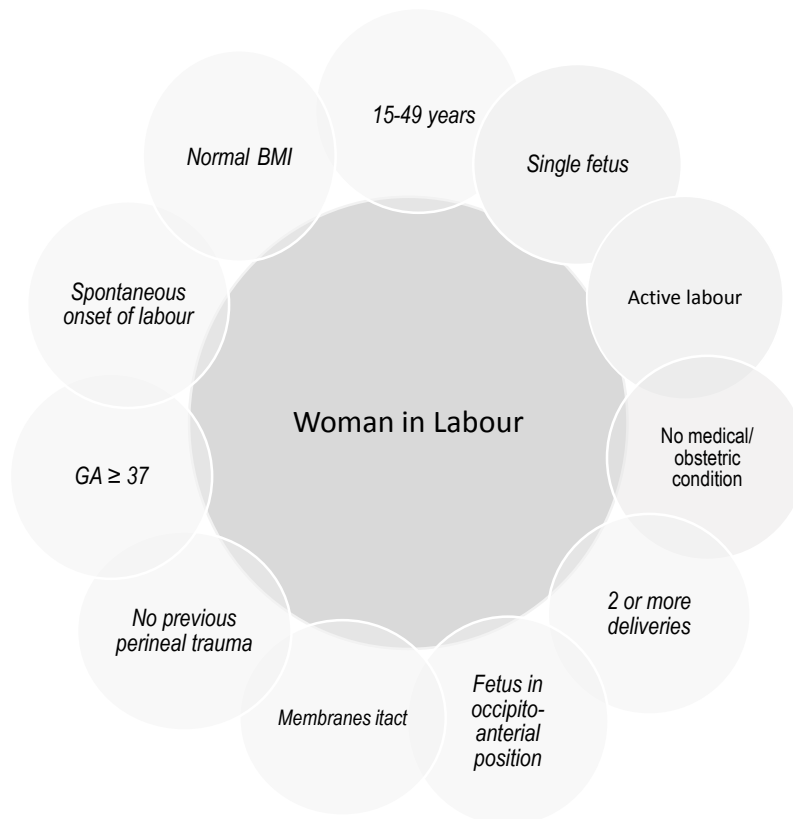 15-49 years
Single fetus
Active labour
No medical/
obstetric
condition
2 or more
deliveries
Fetus in
occipito-
anterial
position
Membranes itact
No previous
perineal trauma
GA ≥ 37
Spontaneous
onset of labour
Normal BMI
Woman in Labour